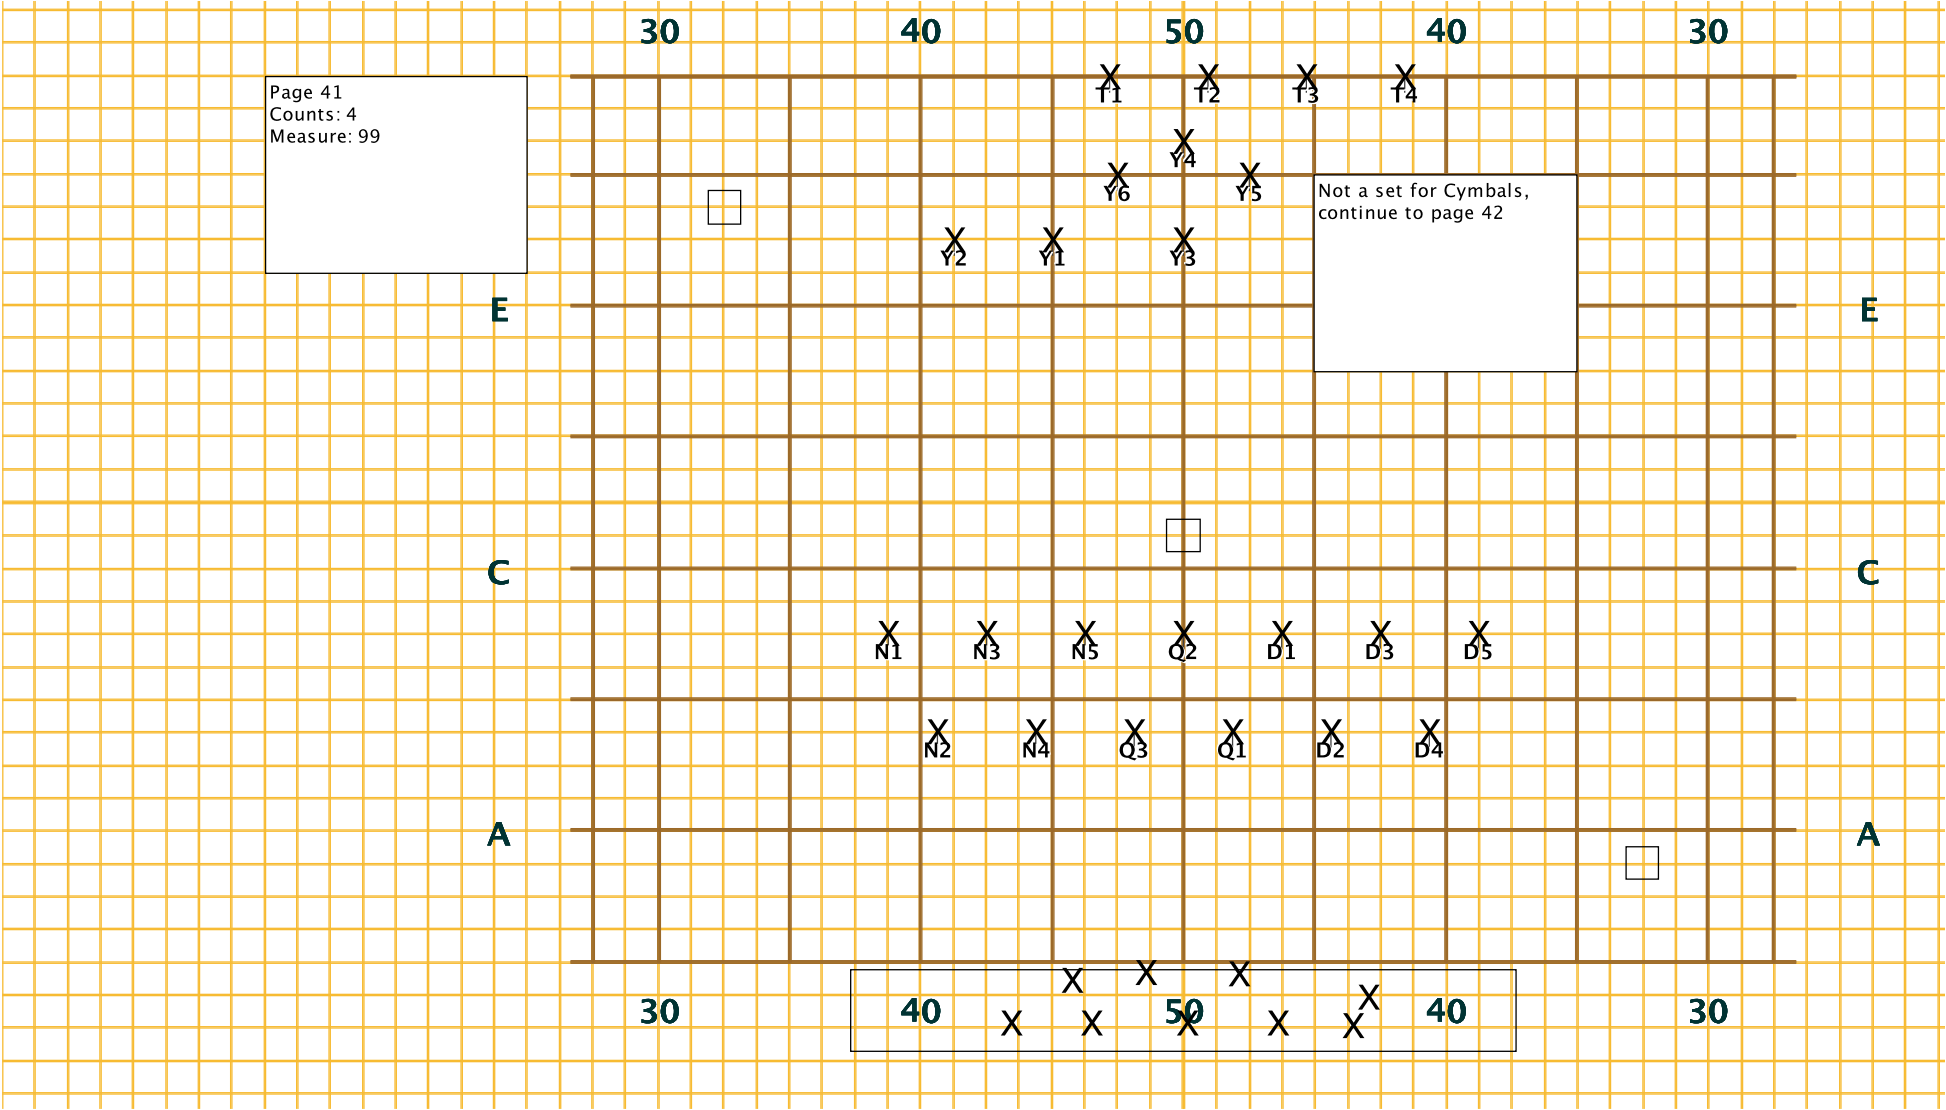 30 40 50 40 30
Page 41
Counts: 4
Measure: 99
X X X X
T1 T2 T3 T4
X
Y4
X X
Y6 Y5
Not a set for Cymbals,
continue to page 42
X X X
Y2 Y1 Y3
E E
C C
X X X X X X X
N1 N3 N5 Q2 D1 D3 D5
X X X X X X
N2 N4 Q3 Q1 D2 D4
A A
X X X
X
30 40 50 40 30
X X X X X